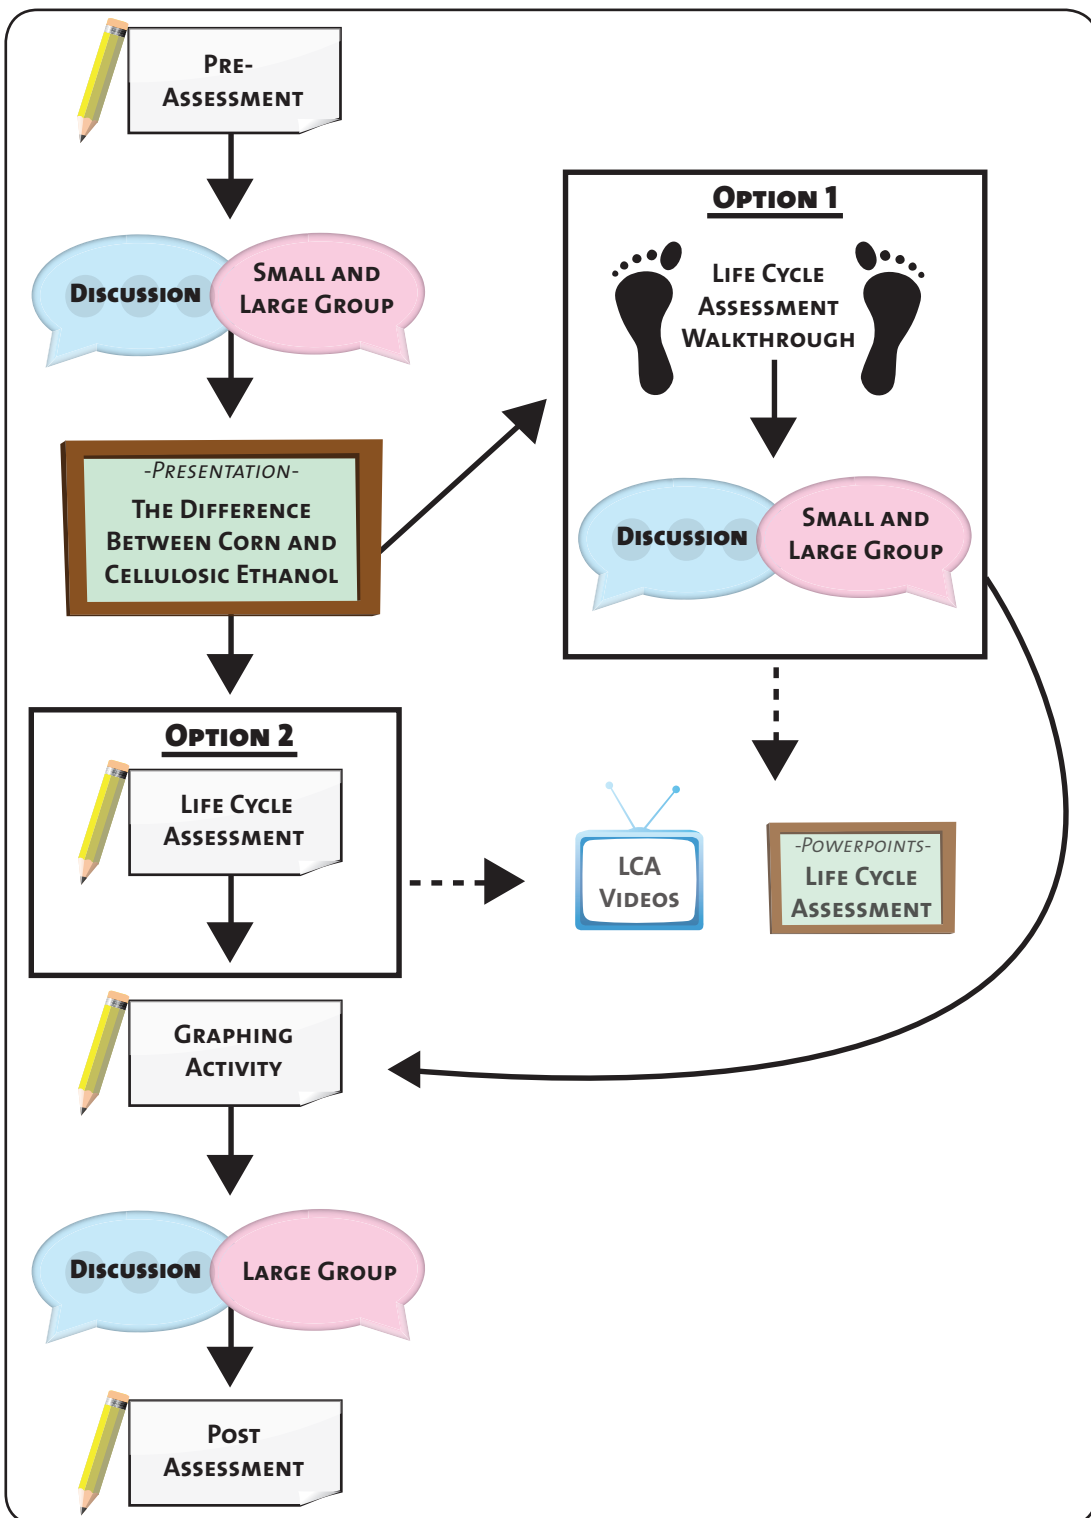 Pre-
Assessment
Discussion
Small and
Large Group
-Presentation-
The Difference
Between Corn and
Cellulosic Ethanol
Option 1
Life Cycle
Assessment
Walkthrough
Discussion
Small and
Large Group
Option 2
Life Cycle
Assessment
LCA
Videos
-Powerpoints-
Life Cycle
Assessment
Graphing
Activity
Discussion
Large Group
Post
Assessment